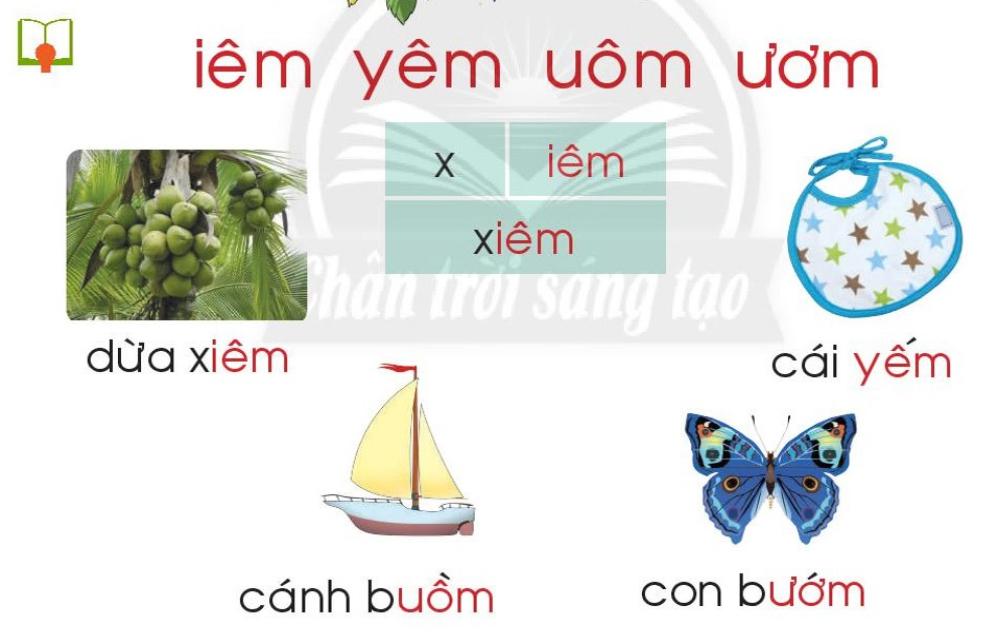 iêm yêm uôm ươm
x iêm
xiêm
Chân trời sáng tạo
dừa xiêm
cái yếm
cánh buồm
con bướm